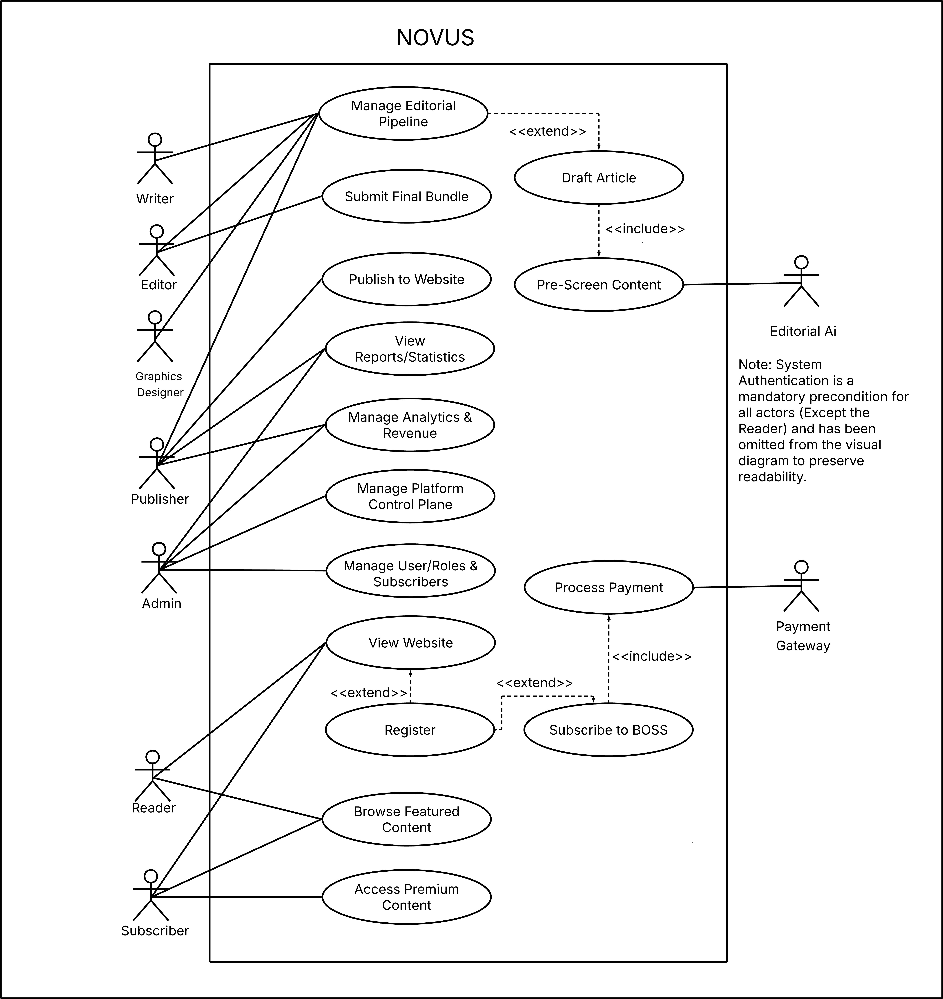 NOVUS
Manage Editorial
Pipeline
<<extend>>
Writer
Draft Article
Submit Final Bundle
<<include>>
Editor
Publish to Website
Pre-Screen Content
Editorial Ai
Graphics
Designer
View
Reports/Statistics
Note: System
Authentication is a
mandatory precondition for
all actors (Except the
Reader) and has been
omitted from the visual
diagram to preserve
readability.
Manage Analytics &
Revenue
Publisher
Manage Platform
Control Plane
Admin
Manage User/Roles &
Subscribers
Process Payment
Payment
Gateway
View Website
<<include>>
<<extend>>
<<extend>>
Register
Subscribe to BOSS
Reader
Browse Featured
Content
Access Premium
Content
Subscriber